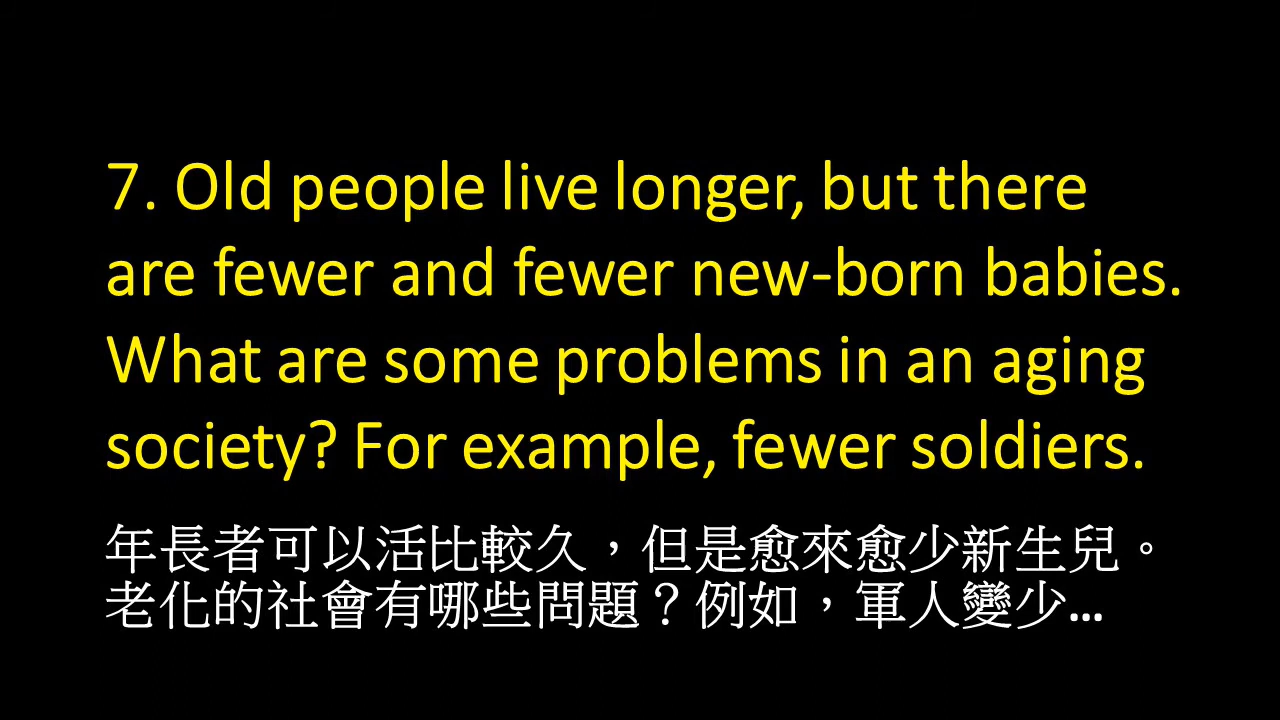 7. Old people live longer, but there
are fewer and fewer new-born babies.
What are some problems in an aging
society? For example, fewer soldiers.
年長者可以活比較久，但是愈來愈少新生兒。
老化的社會有哪些問題？例如，軍人變少…